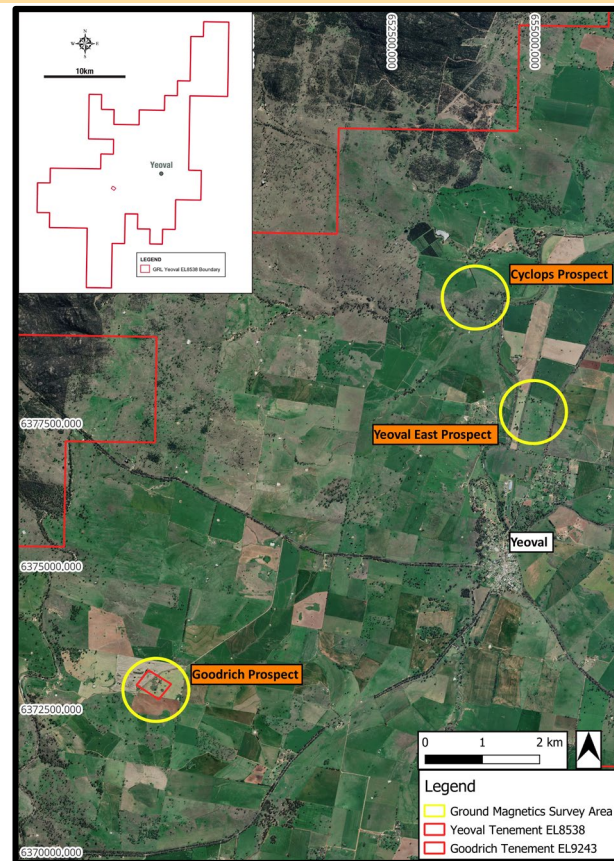 10km
N
W
E
S
Yeoval
LEGEND
GRL Yeoval EL8538 Boundary
652500,000
655000,000
Cyclops Prospect
6377500,000
Yeoval East Prospect
Yeoval
6375000,000
Goodrich Prospect
6372500,000
0 1 2 km
Legend
Ground Magnetics Survey Area
Yeoval Tenement EL8538
Goodrich Tenement EL9243
6370000,000